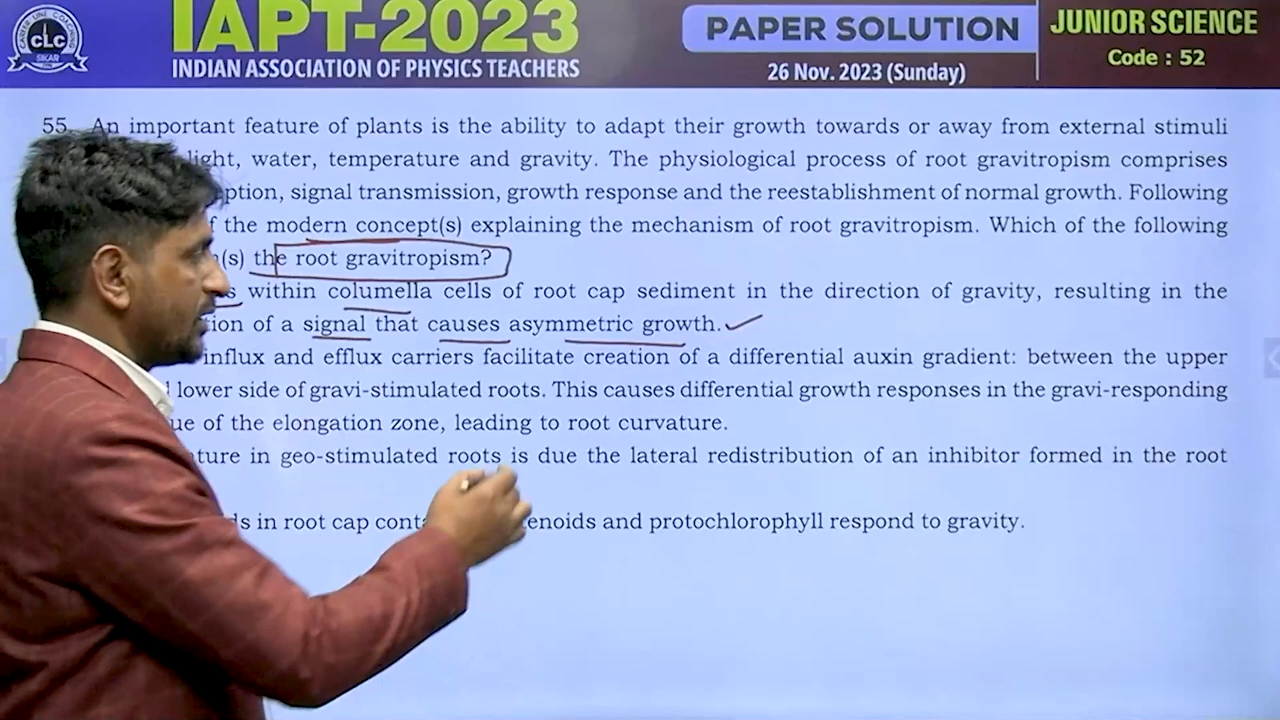 CAREER LINE COACHING
CLC
SIKAR
IAPT-2023
INDIAN ASSOCIATION OF PHYSICS TEACHERS
PAPER SOLUTION
26 Nov. 2023 (Sunday)
JUNIOR SCIENCE
Code : 52
55. An important feature of plants is the ability to adapt their growth towards or away from external stimuli
light, water, temperature and gravity. The physiological process of root gravitropism comprises
ption, signal transmission, growth response and the reestablishment of normal growth. Following
f the modern concept(s) explaining the mechanism of root gravitropism. Which of the following
(s) the root gravitropism?
s within columella cells of root cap sediment in the direction of gravity, resulting in the
tion of a signal that causes asymmetric growth.
influx and efflux carriers facilitate creation of a differential auxin gradient: between the upper
lower side of gravi-stimulated roots. This causes differential growth responses in the gravi-responding
ue of the elongation zone, leading to root curvature.
ature in geo-stimulated roots is due the lateral redistribution of an inhibitor formed in the root
ds in root cap conta enoids and protochlorophyll respond to gravity.